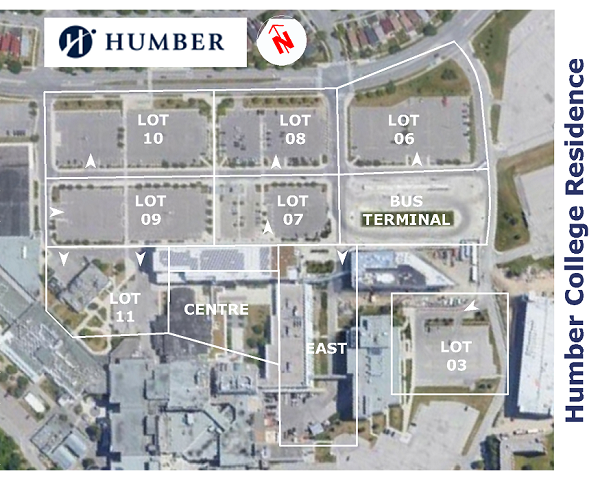 HUMBER
N
LOT
10
LOT
08
LOT
06
LOT
09
LOT
07
BUS
TERMINAL
LOT
11
CENTRE
EAST
LOT
03
Humber College Residence